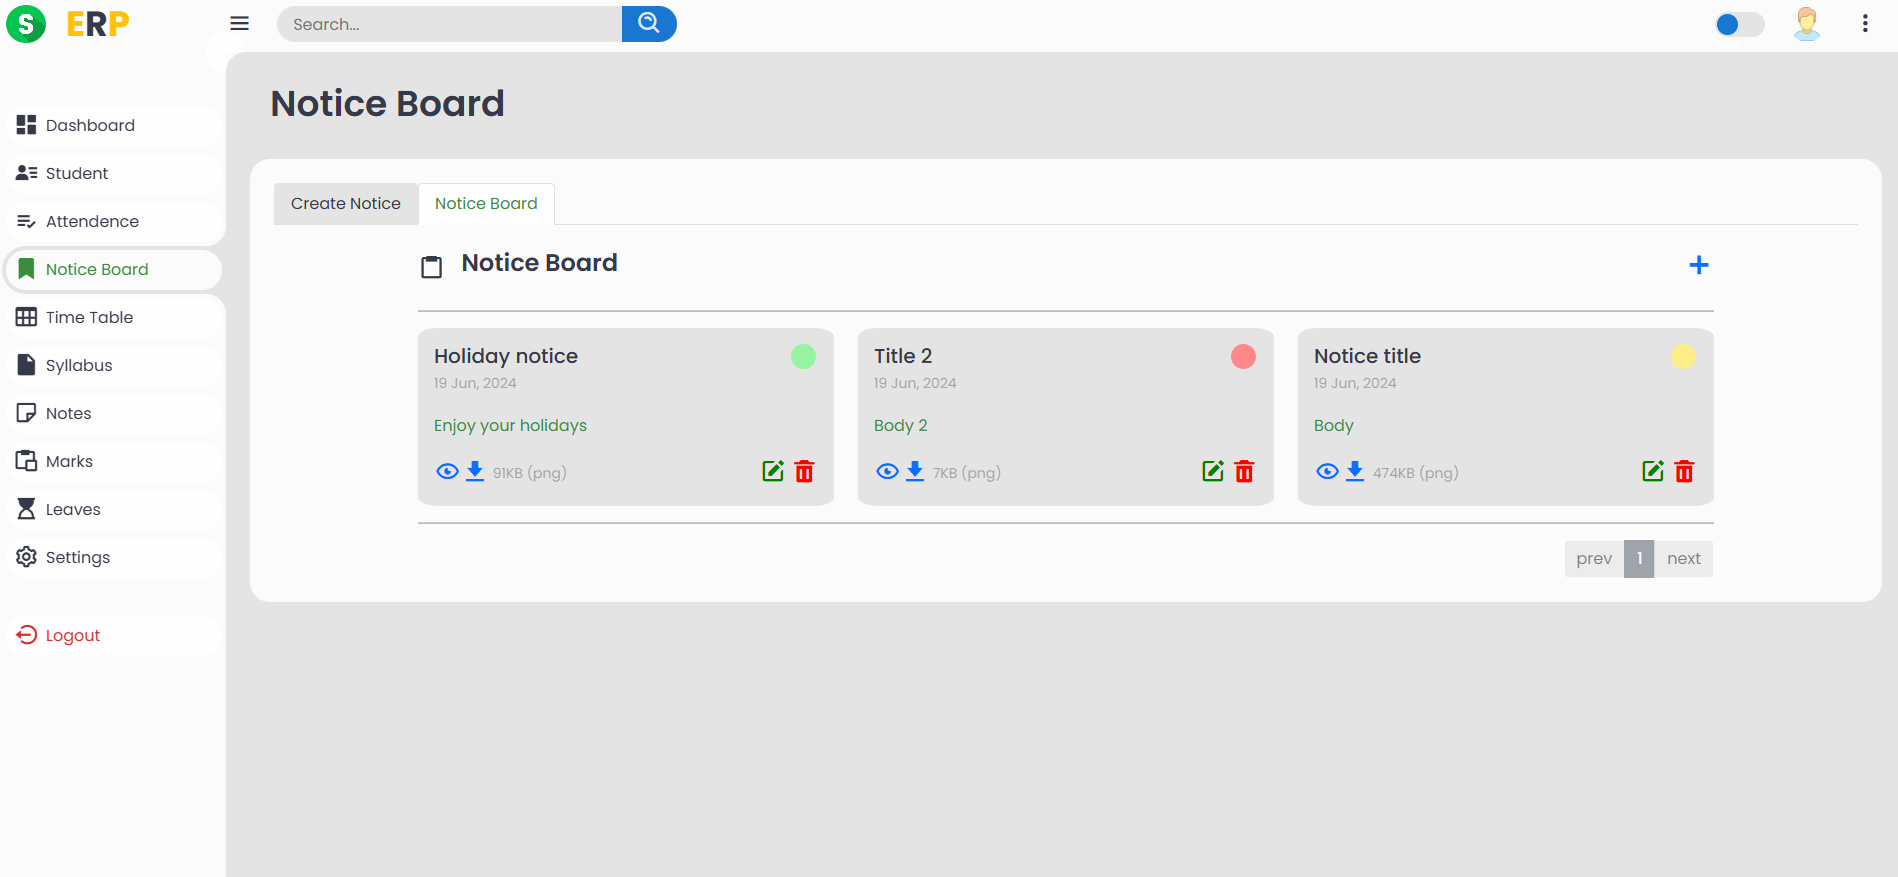 S ERP
Search...
Dashboard
Student
Attendence
Notice Board
Time Table
Syllabus
Notes
Marks
Leaves
Settings
Logout
Notice Board
Create Notice Notice Board
Notice Board
Holiday notice
19 Jun, 2024
Enjoy your holidays
91KB (png)
Title 2
19 Jun, 2024
Body 2
7KB (png)
Notice title
19 Jun, 2024
Body
474KB (png)
prev 1 next